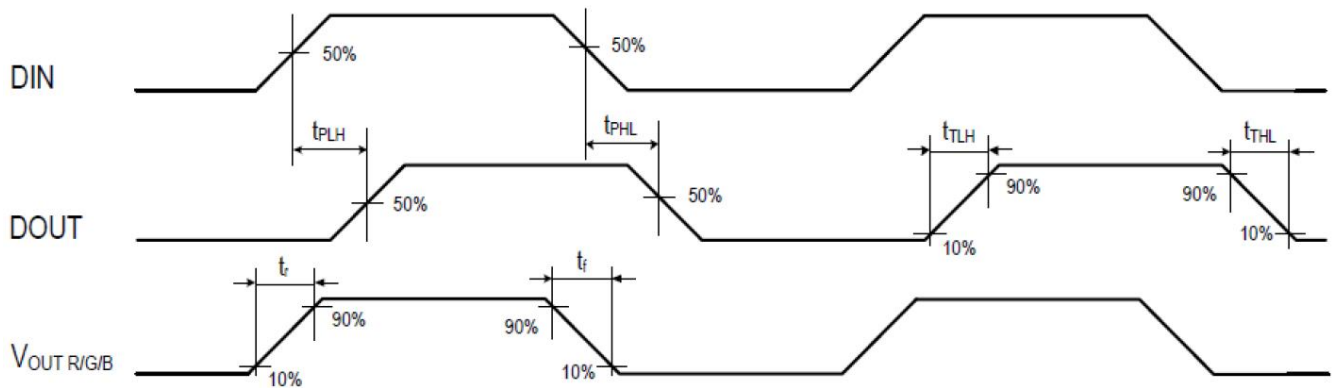 DIN
50%
50%
tPLH
tPHL
tTLH
tTHL
DOUT
50%
50%
90%
90%
10%
10%
tr
tf
VOUT R/G/B
90%
90%
10%
10%